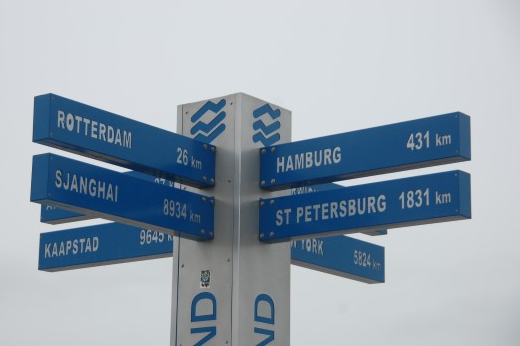 ROTTERDAM
26 KM
SJANGHAI
8934 KM
KAAPSTAD
9645
HAMBURG
431 KM
ST PETERSBURG
1831 KM
YORK
5824 KM
ND
ND